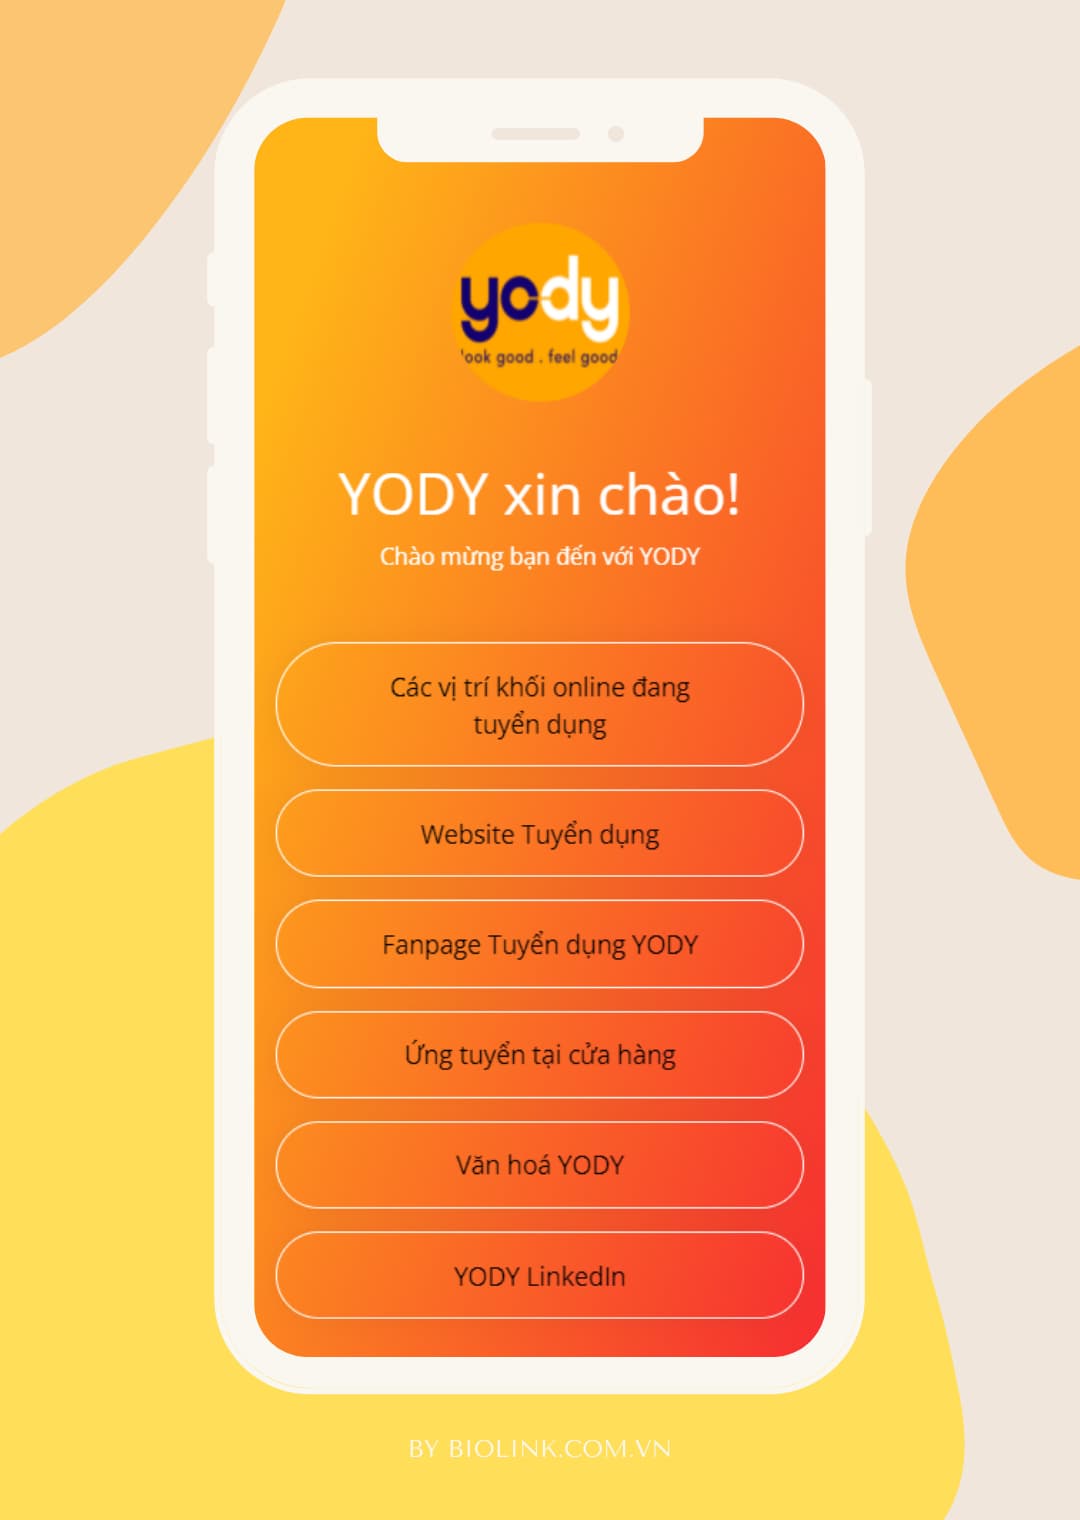 yody
look good . feel good
YODY xin chào!
Chào mừng bạn đến với YODY
Các vị trí khối online đang
tuyển dụng
Website Tuyển dụng
Fanpage Tuyển dụng YODY
Ứng tuyển tại cửa hàng
Văn hoá YODY
YODY LinkedIn
BY BIOLINK.COM.VN